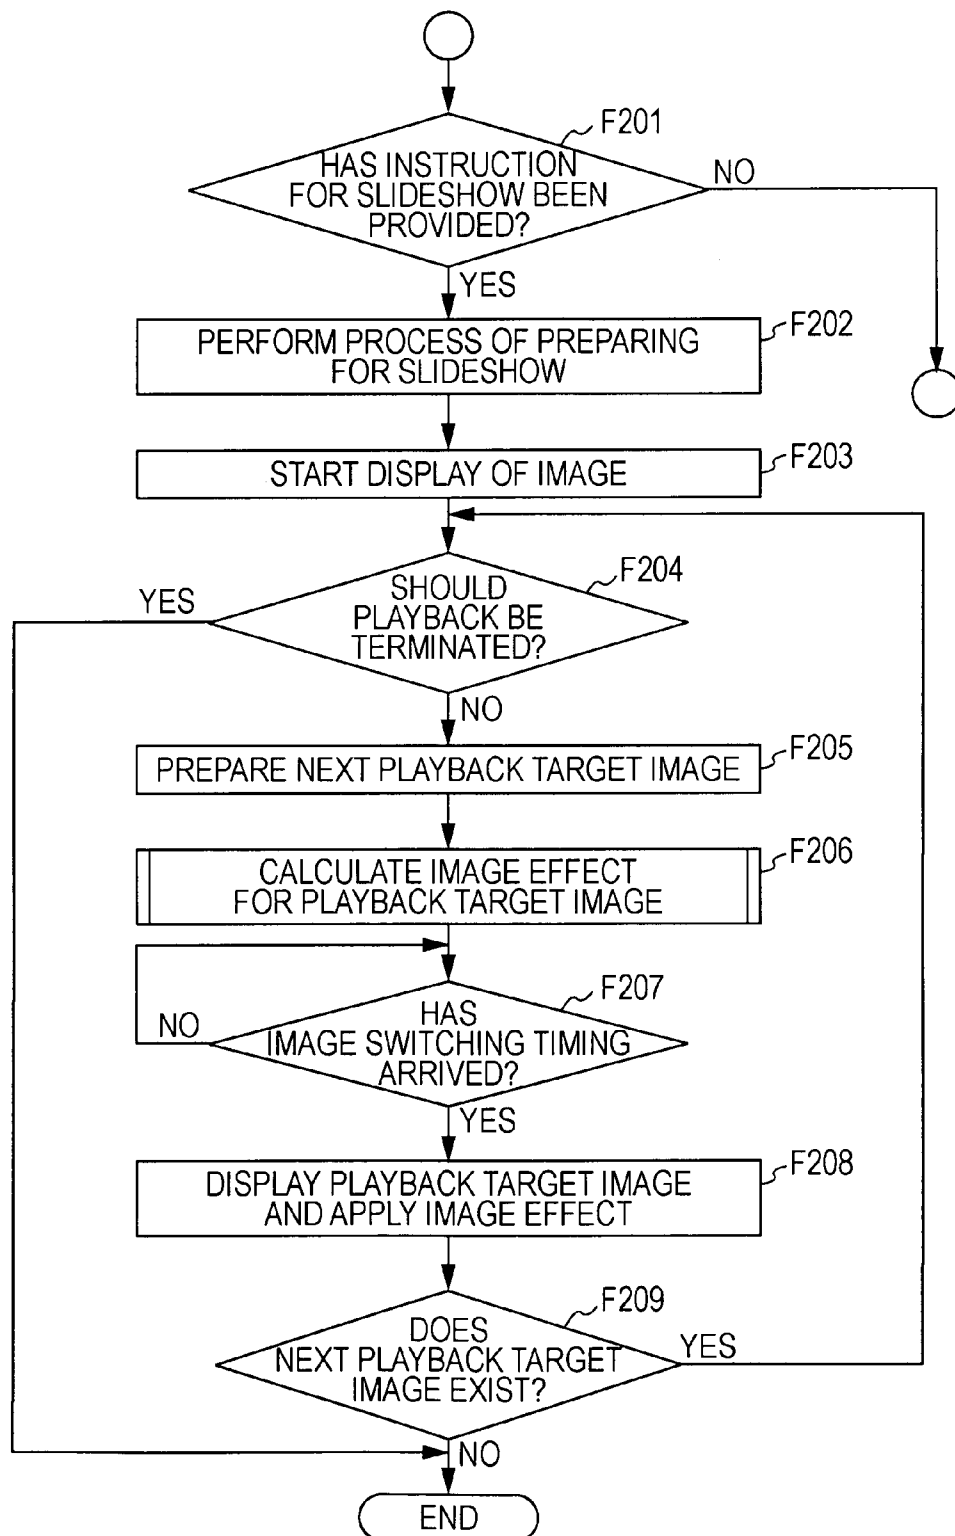 F201
HAS INSTRUCTION
FOR SLIDESHOW BEEN
PROVIDED?
NO
YES
F202
PERFORM PROCESS OF PREPARING
FOR SLIDESHOW
F203
START DISPLAY OF IMAGE
F204
SHOULD
PLAYBACK BE
TERMINATED?
YES
NO
F205
PREPARE NEXT PLAYBACK TARGET IMAGE
F206
CALCULATE IMAGE EFFECT
FOR PLAYBACK TARGET IMAGE
F207
HAS
IMAGE SWITCHING TIMING
ARRIVED?
NO
YES
F208
DISPLAY PLAYBACK TARGET IMAGE
AND APPLY IMAGE EFFECT
F209
DOES
NEXT PLAYBACK TARGET
IMAGE EXIST?
YES
NO
END